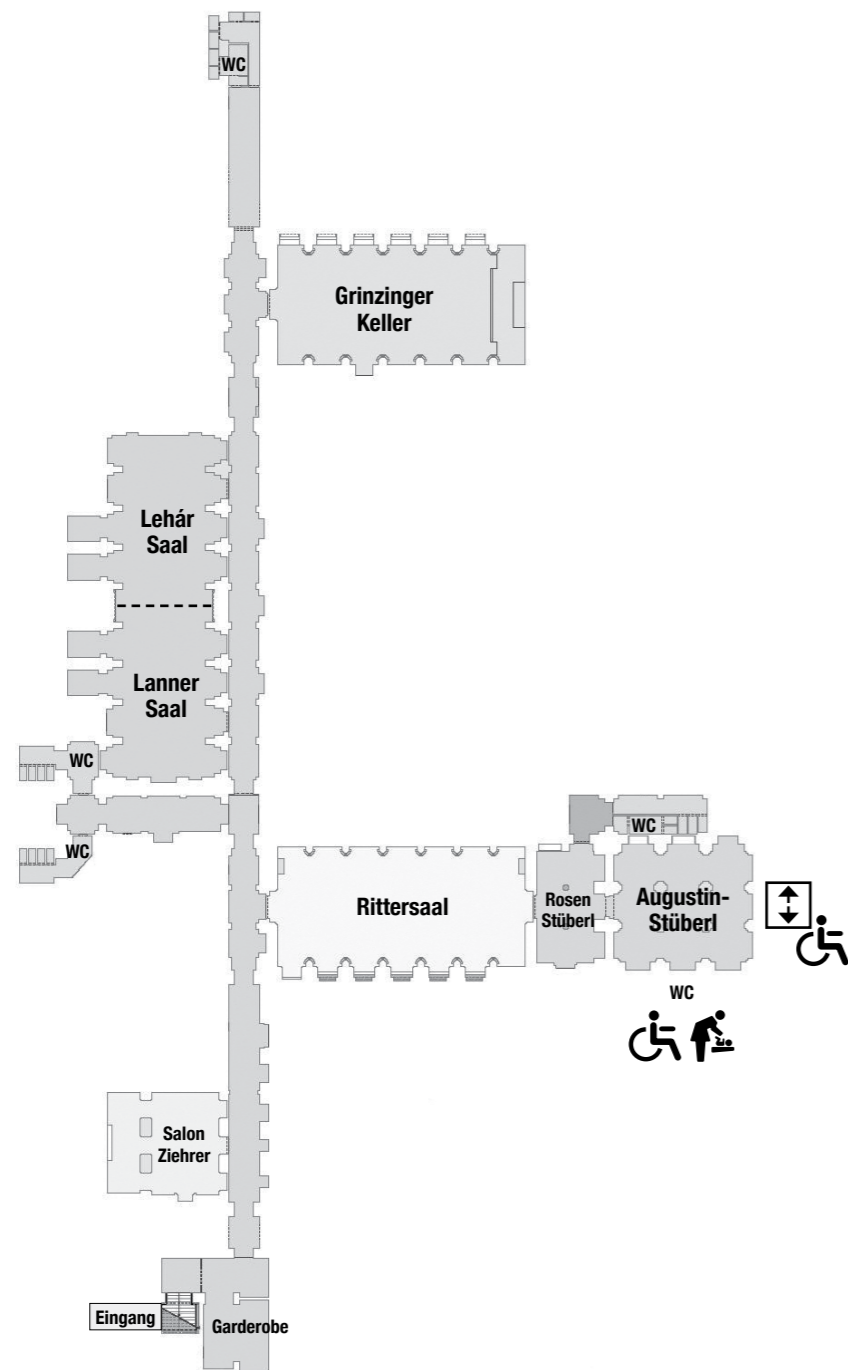 WC
Grinzinger
Keller
Lehár
Saal
Lanner
Saal
WC
WC
WC
Rittersaal
Rosen
Stüberl
Augustin-
Stüberl
WC
Salon
Ziehrer
Eingang
Garderobe